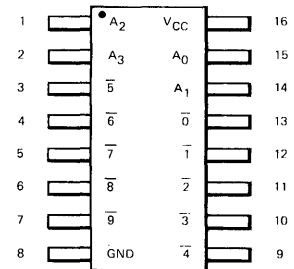 1 A₂ V_CC 16
2 A₃ A₀ 15
3 5̅ A₁ 14
4 6̅ 0̅ 13
5 7̅ 1̅ 12
6 8̅ 2̅ 11
7 9̅ 3̅ 10
8 GND 4̅ 9